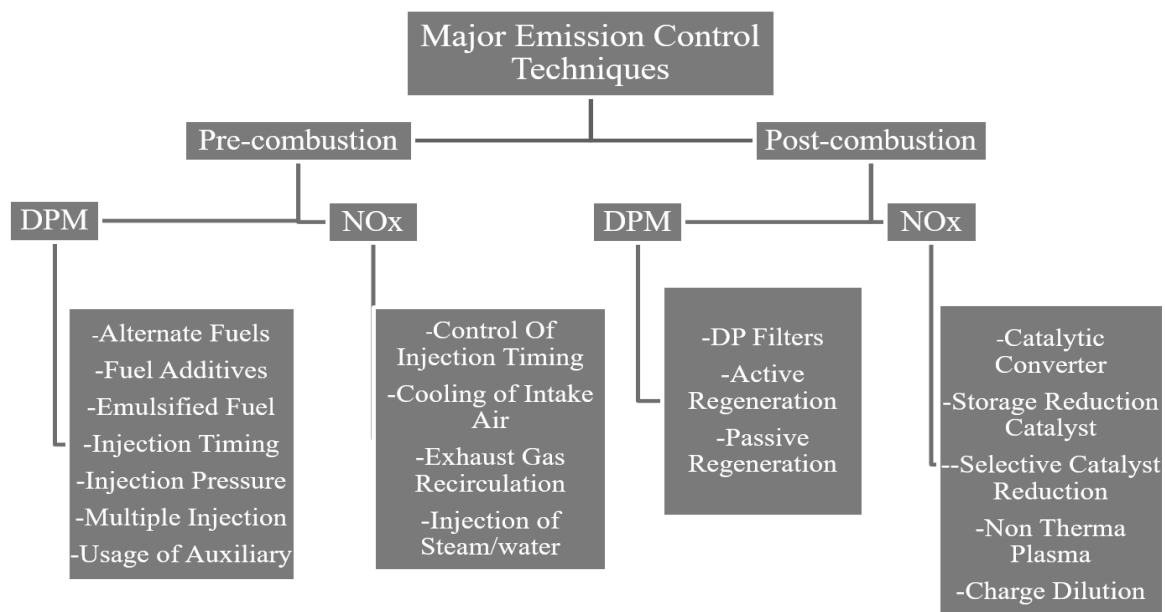 Major Emission Control
Techniques
Pre-combustion
Post-combustion
DPM
NOx
DPM
NOx
-Alternate Fuels
-Fuel Additives
-Emulsified Fuel
-Injection Timing
-Injection Pressure
-Multiple Injection
-Usage of Auxiliary
-Control Of
Injection Timing
-Cooling of Intake
Air
-Exhaust Gas
Recirculation
-Injection of
Steam/water
-DP Filters
-Active
Regeneration
-Passive
Regeneration
-Catalytic
Converter
-Storage Reduction
Catalyst
--Selective Catalyst
Reduction
-Non Therma
Plasma
-Charge Dilution